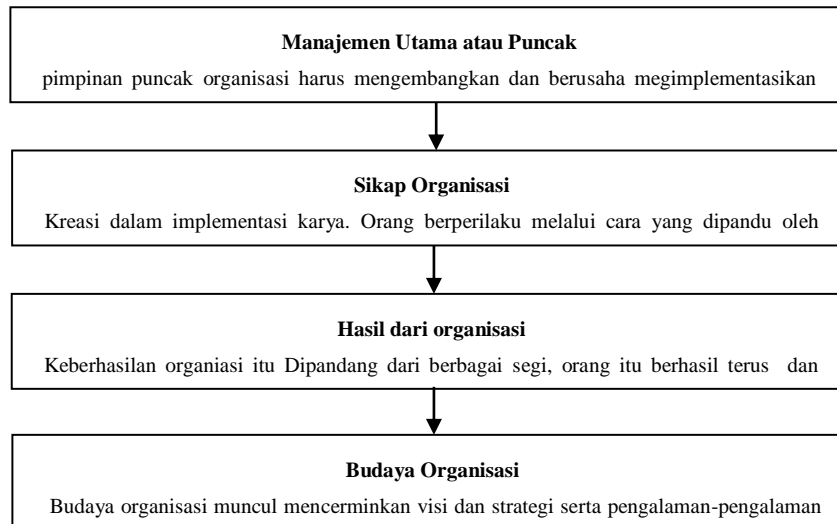 Manajemen Utama atau Puncak
pimpinan puncak organisasi harus mengembangkan dan berusaha megimplementasikan
Sikap Organisasi
Kreasi dalam implementasi karya. Orang berperilaku melalui cara yang dipandu oleh
Hasil dari organisasi
Keberhasilan organiasi itu Dipandang dari berbagai segi, orang itu berhasil terus dan
Budaya Organisasi
Budaya organisasi muncul mencerminkan visi dan strategi serta pengalaman-pengalaman